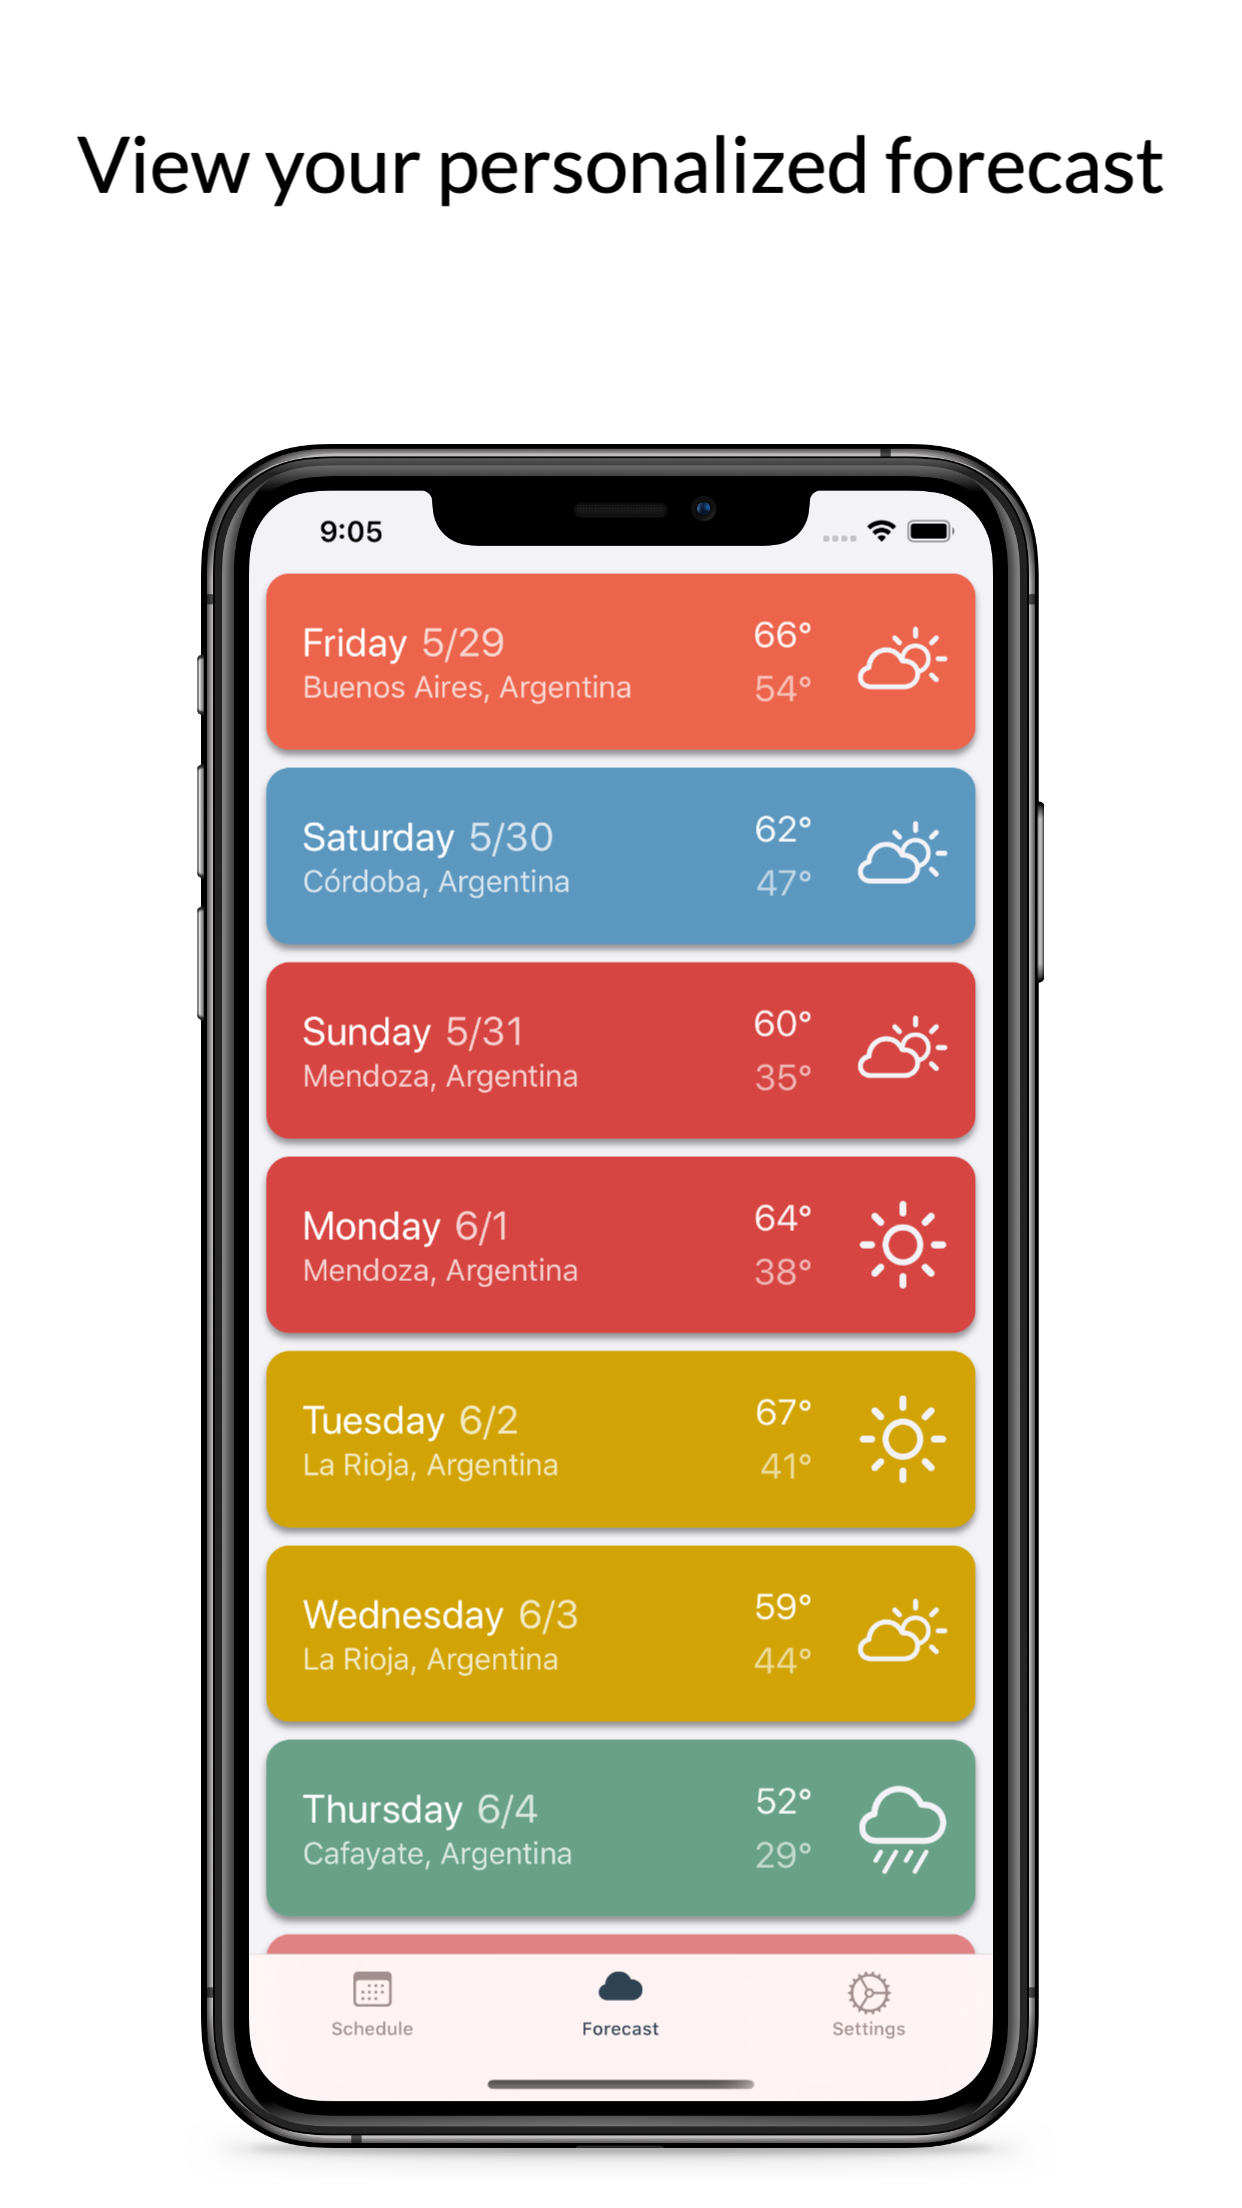 View your personalized forecast
9:05
Friday 5/29
66°
Buenos Aires, Argentina
54°
Saturday 5/30
62°
Córdoba, Argentina
47°
Sunday 5/31
60°
Mendoza, Argentina
35°
Monday 6/1
64°
Mendoza, Argentina
38°
Tuesday 6/2
67°
La Rioja, Argentina
41°
Wednesday 6/3
59°
La Rioja, Argentina
44°
Thursday 6/4
52°
Cafayate, Argentina
29°
Schedule
Forecast
Settings